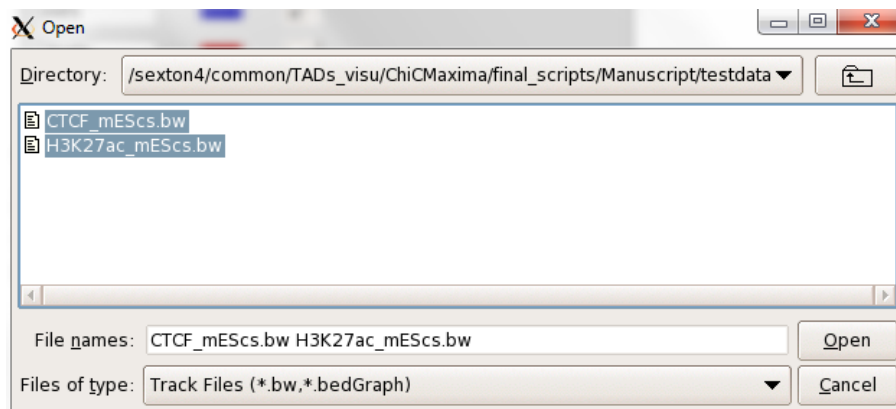 Open
Directory: /sexton4/common/TADs_visu/ChiCMaxima/final_scripts/Manuscript/testdata
CTCF_mEScs.bw
H3K27ac_mEScs.bw
File names: CTCF_mEScs.bw H3K27ac_mEScs.bw Open
Files of type: Track Files (*.bw,*.bedGraph) Cancel